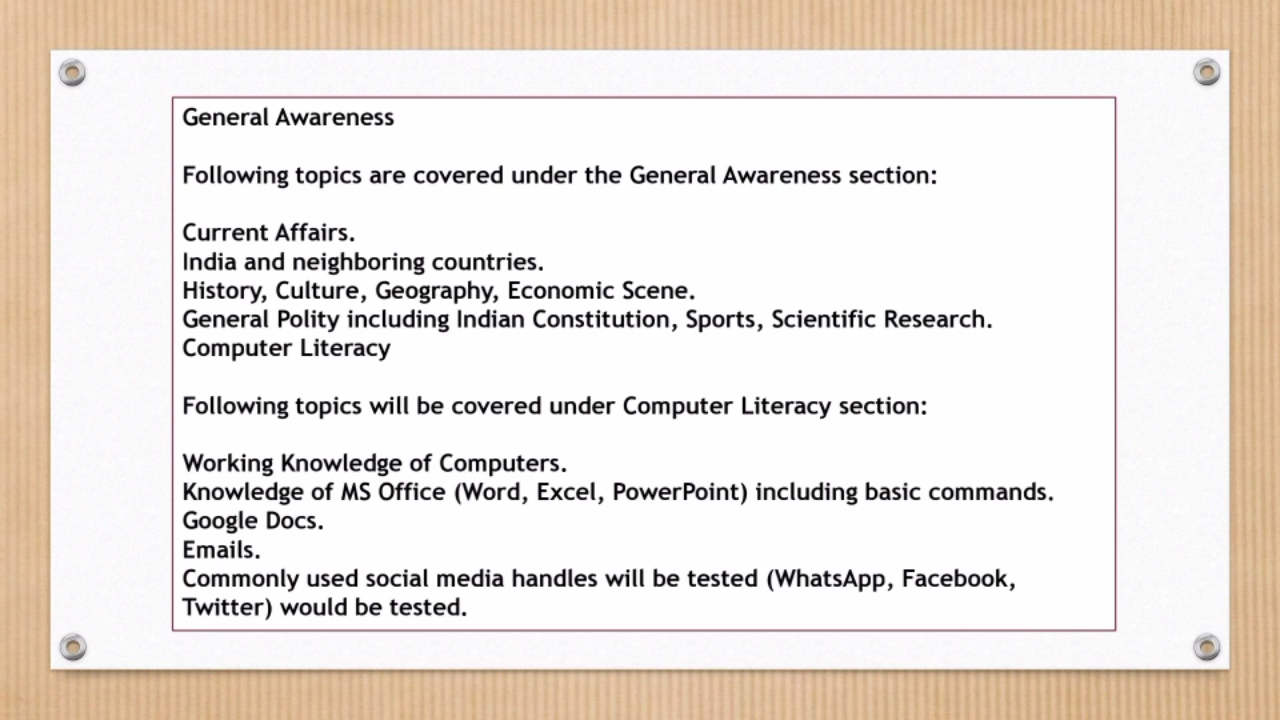 General Awareness
Following topics are covered under the General Awareness section:
Current Affairs.
India and neighboring countries.
History, Culture, Geography, Economic Scene.
General Polity including Indian Constitution, Sports, Scientific Research.
Computer Literacy
Following topics will be covered under Computer Literacy section:
Working Knowledge of Computers.
Knowledge of MS Office (Word, Excel, PowerPoint) including basic commands.
Google Docs.
Emails.
Commonly used social media handles will be tested (WhatsApp, Facebook,
Twitter) would be tested.